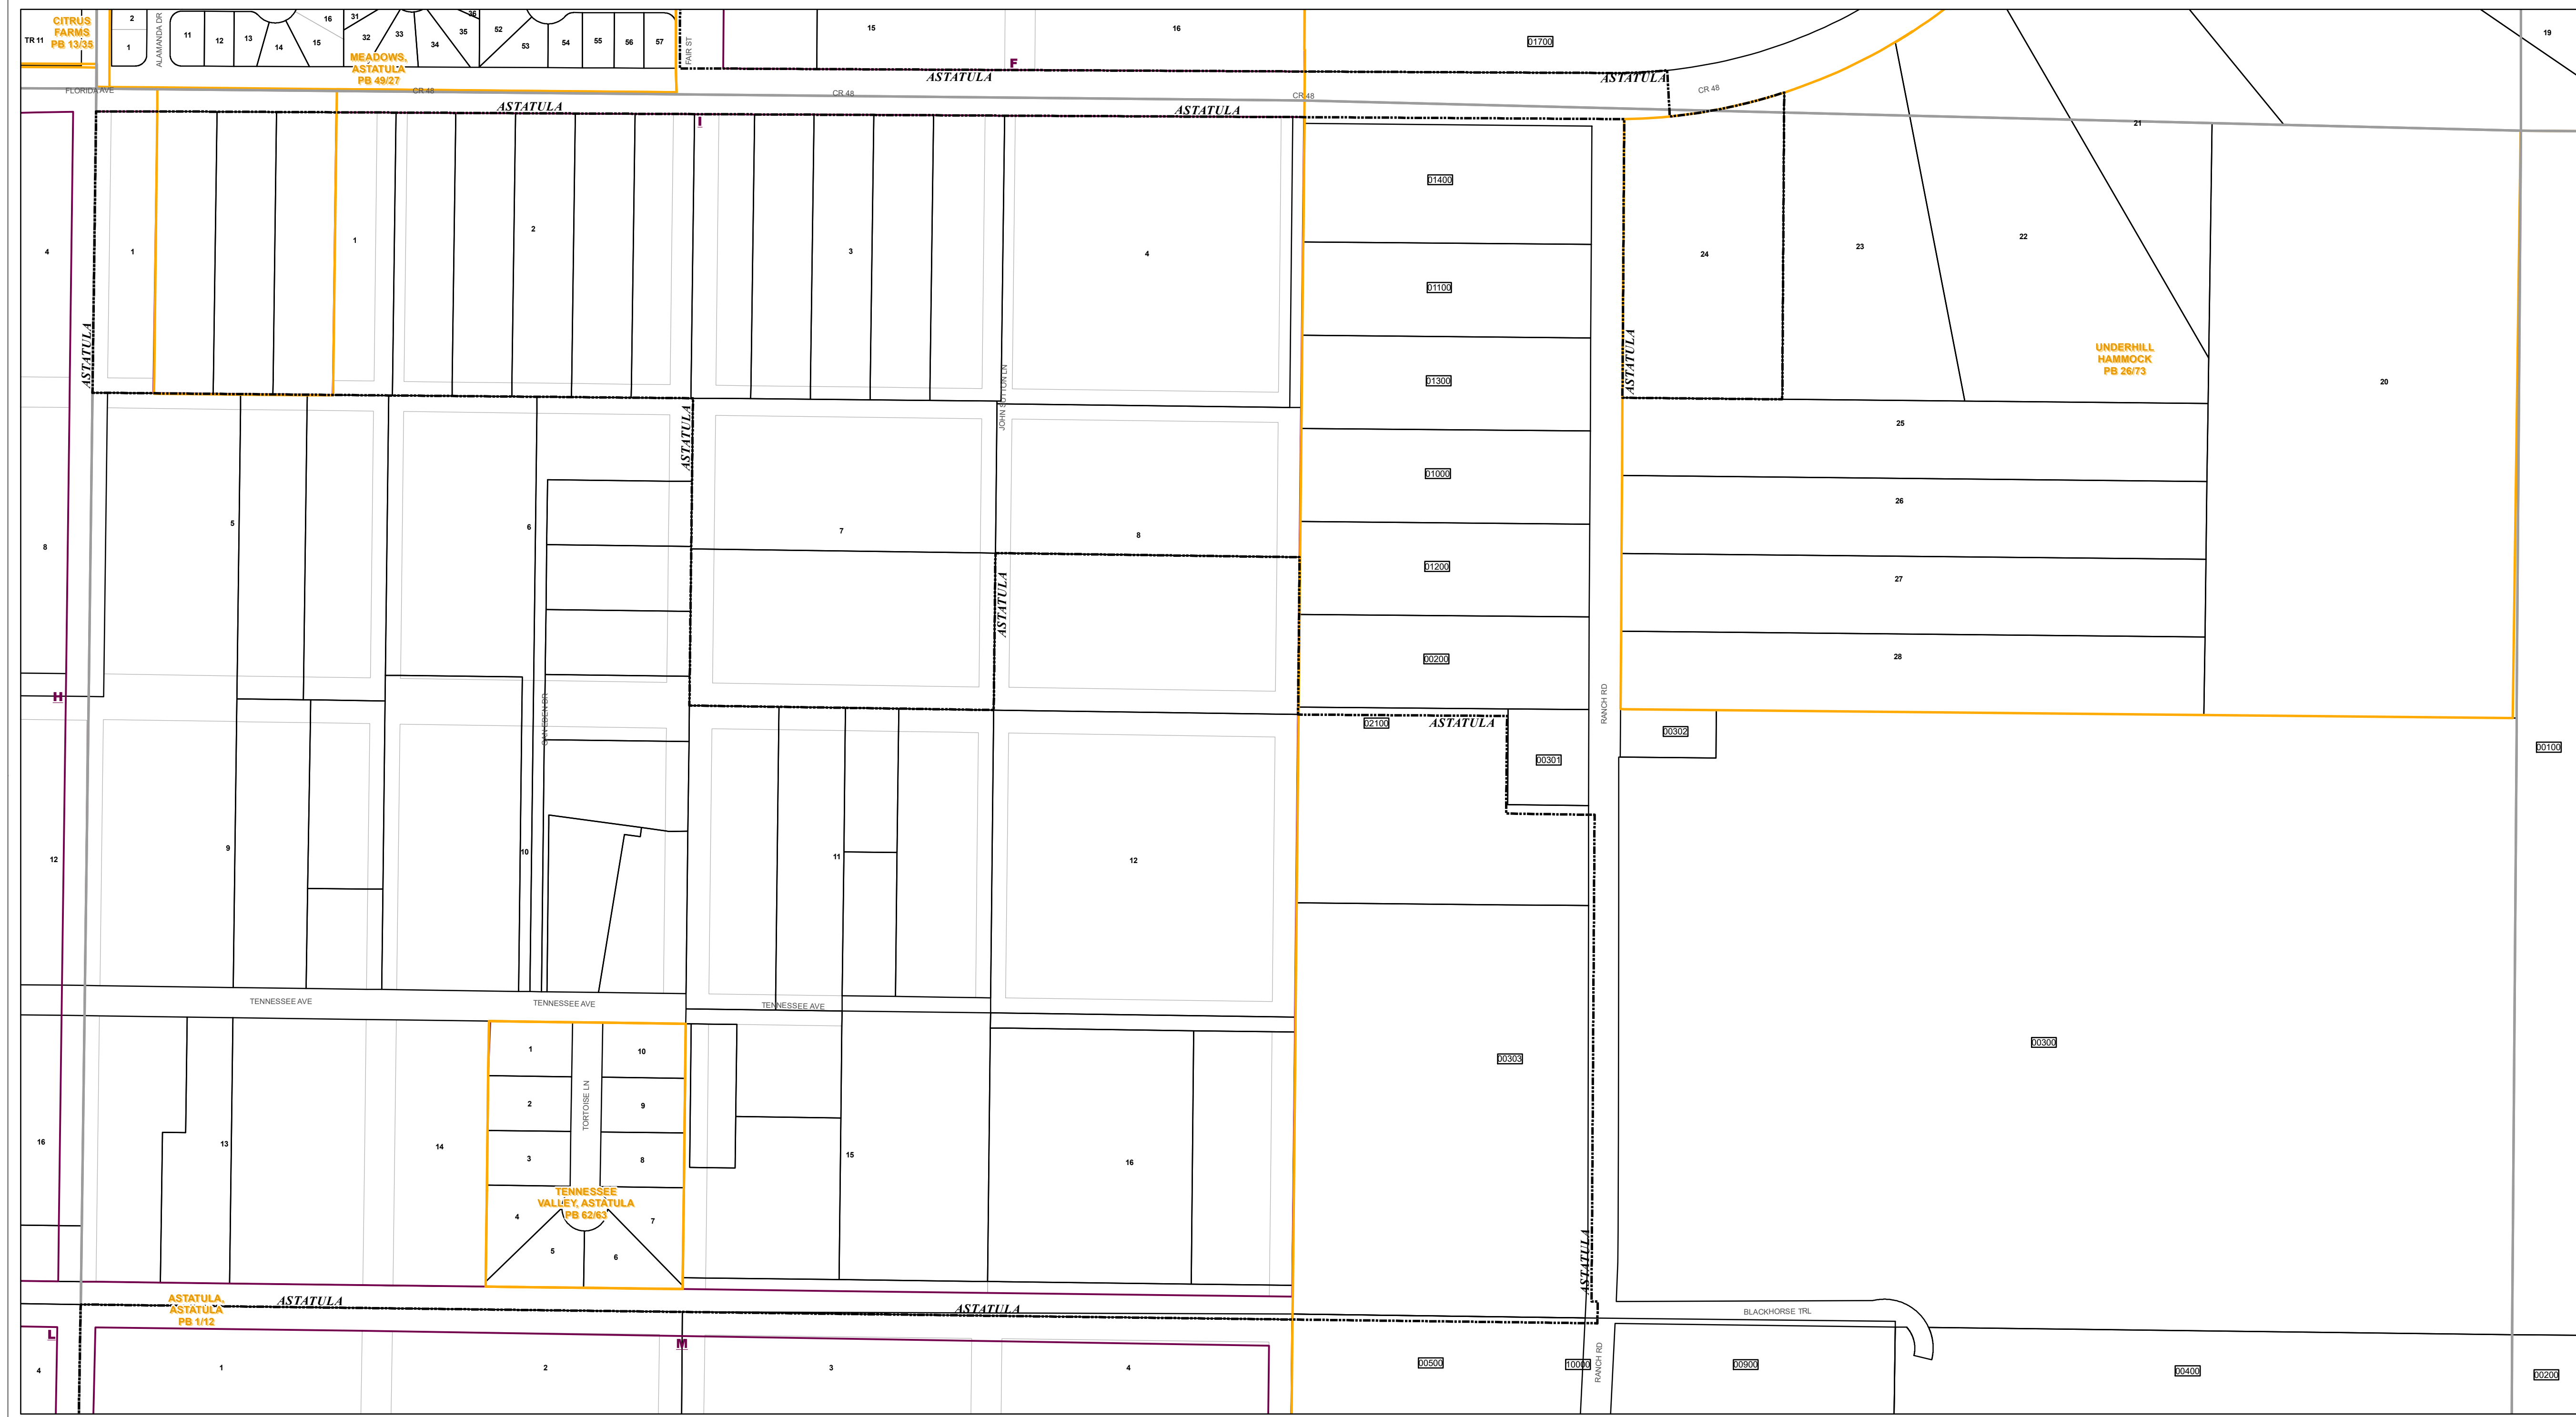 CITRUS
FARMS
PB 13/35
TR 11
2
1
ALAMANDA DR
11
12
13
14
15
16
31
32
33
34
35
36
52
53
54
55
56
57
MEADOWS,
ASTATULA
PB 49/27
FAIR ST
15
16
F
01700
19
ASTATULA
ASTATULA
FLORIDA AVE
CR 48
CR 48
CR 48
CR 48
ASTATULA
ASTATULA
I
21
4
1
1
2
3
4
01400
01100
01300
01000
01200
00200
24
23
22
20
UNDERHILL
HAMMOCK
PB 26/73
ASTATULA
ASTATULA
ASTATULA
JOHN SUTTON LN
25
26
27
28
8
5
6
7
8
ASTATULA
H
RANCH RD
02100
ASTATULA
00301
00302
00100
12
9
10
11
12
TENNESSEE AVE
TENNESSEE AVE
TENNESSEE AVE
00303
00300
1
10
2
9
3
8
4
7
5
6
TORTOISE LN
TENNESSEE
VALLEY, ASTATULA
PB 62/63
16
13
14
15
16
ASTATULA
ASTATULA,
ASTATULA
PB 1/12
ASTATULA
ASTATULA
BLACKHORSE TRL
L
M
4
1
2
3
4
00500
10000
RANCH RD
00900
00400
00200